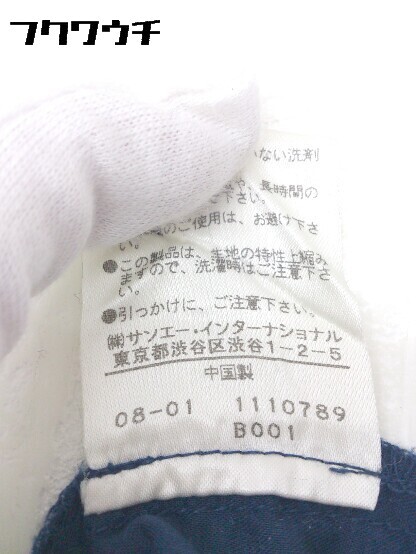 フクワウチ
ない洗剤
、長時間の
ださい。
のご使用は、お避け下さ
い。
●この製品は、生地の特性上縮み
ますので、洗濯時はご注意下さ
い。
●引っかけに、ご注意下さい。
㈱サンエー・インターナショナル
東京都渋谷区渋谷1-2-5
中国製
08-01 1110789
B001